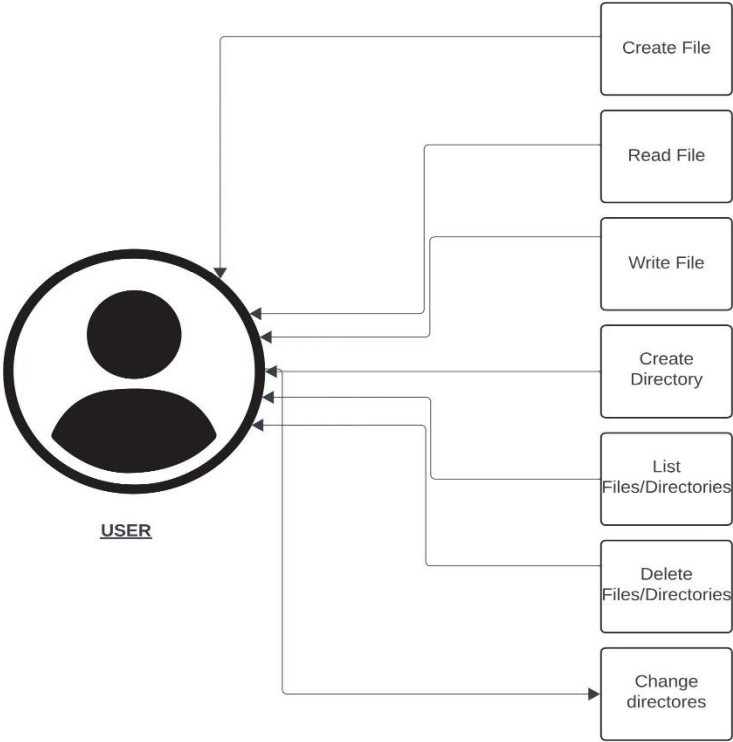 Create File
Read File
Write File
Create
Directory
List
Files/Directories
USER
Delete
Files/Directories
Change
directores